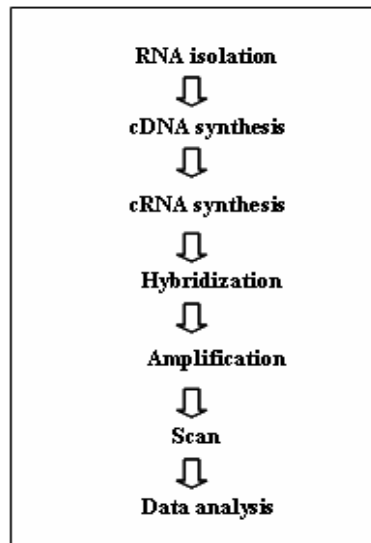 RNA isolation
cDNA synthesis
cRNA synthesis
Hybridization
Amplification
Scan
Data analysis